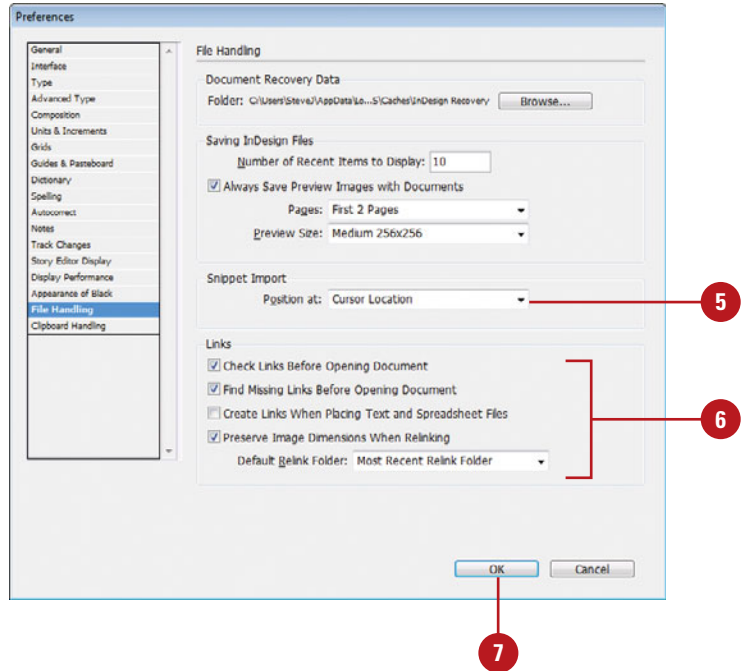 Preferences
General
Interface
Type
Advanced Type
Composition
Units & Increments
Grids
Guides & Pasteboard
Dictionary
Spelling
Autocorrect
Notes
Track Changes
Story Editor Display
Display Performance
Appearance of Black
File Handling
Clipboard Handling
File Handling
Document Recovery Data
Folder: C:\Users\SteveJ\AppData\Lo...S\Caches\InDesign Recovery Browse...
Saving InDesign Files
Number of Recent Items to Display: 10
Always Save Preview Images with Documents
Pages: First 2 Pages
Preview Size: Medium 256x256
Snippet Import
Position at: Cursor Location
5
Links
Check Links Before Opening Document
Find Missing Links Before Opening Document
Create Links When Placing Text and Spreadsheet Files
6
Preserve Image Dimensions When Relinking
Default Relink Folder: Most Recent Relink Folder
OK Cancel
7